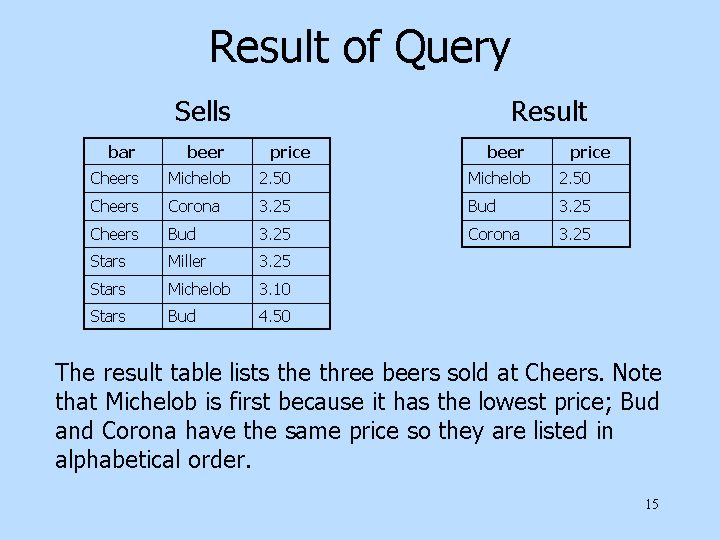 Result of Query
Sells Result
bar beer price beer price
Cheers Michelob 2.50 Michelob 2.50
Cheers Corona 3.25 Bud 3.25
Cheers Bud 3.25 Corona 3.25
Stars Miller 3.25
Stars Michelob 3.10
Stars Bud 4.50
The result table lists the three beers sold at Cheers. Note
that Michelob is first because it has the lowest price; Bud
and Corona have the same price so they are listed in
alphabetical order.
15